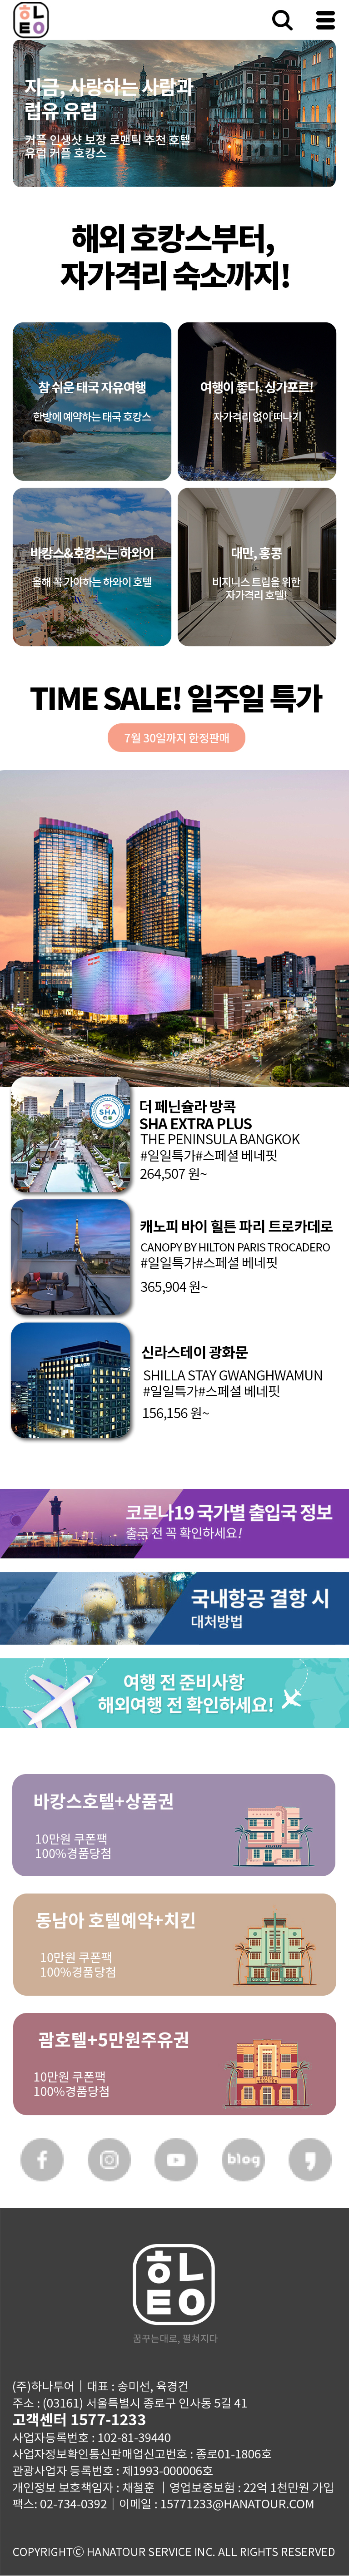 하
ㄴ
ㅌ
지금, 사랑하는 사람과
럽유 유럽
커플 인생샷 보장 로맨틱 추천 호텔
유럽 커플 호캉스
해외 호캉스부터,
자가격리 숙소까지!
참 쉬운 태국 자유여행
한방에 예약하는 태국 호캉스
여행이 좋다. 싱가포르!
자가격리 없이 떠나기
바캉스&호캉스는 하와이
올해 꼭 가야하는 하와이 호텔
대만, 홍콩
비지니스 트립을 위한
자가격리 호텔!
TIME SALE! 일주일 특가
7월 30일까지 한정판매
SHA
더 페닌슐라 방콕
SHA EXTRA PLUS
THE PENINSULA BANGKOK
#일일특가#스페셜 베네핏
264,507 원~
캐노피 바이 힐튼 파리 트로카데로
CANOPY BY HILTON PARIS TROCADERO
#일일특가#스페셜 베네핏
365,904 원~
신라스테이 광화문
SHILLA STAY GWANGHWAMUN
#일일특가#스페셜 베네핏
156,156 원~
코로나19 국가별 출입국 정보
출국 전 꼭 확인하세요!
국내항공 결항 시
대처방법
여행 전 준비사항
해외여행 전 확인하세요!
바캉스호텔+상품권
10만원 쿠폰팩
100%경품당첨
동남아 호텔예약+치킨
10만원 쿠폰팩
100%경품당첨
괌호텔+5만원주유권
10만원 쿠폰팩
100%경품당첨
blog
꿈꾸는대로, 펼쳐지다
(주)하나투어ㅣ대표 : 송미선, 육경건
주소 : (03161) 서울특별시 종로구 인사동 5길 41
고객센터 1577-1233
사업자등록번호 : 102-81-39440
사업자정보확인통신판매업신고번호 : 종로01-1806호
관광사업자 등록번호 : 제1993-000006호
개인정보 보호책임자 : 채철훈 ㅣ영업보증보험 : 22억 1천만원 가입
팩스: 02-734-0392ㅣ이메일 : 15771233@HANATOUR.COM
COPYRIGHTⓒ HANATOUR SERVICE INC. ALL RIGHTS RESERVED